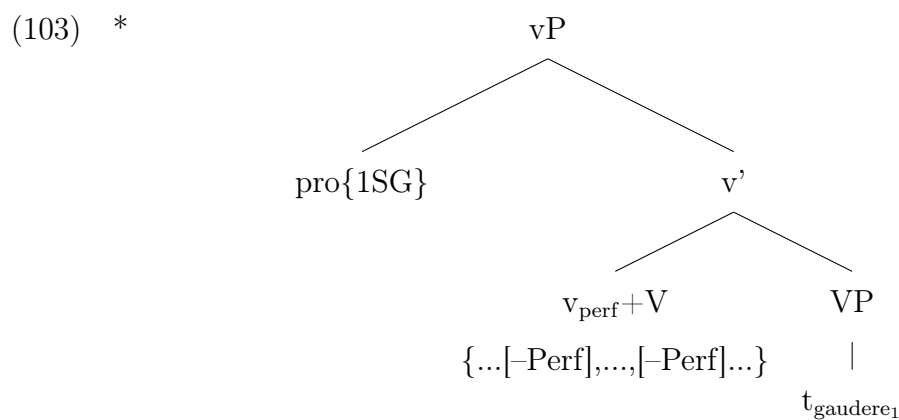 (103) * vP
pro{1SG} v'
v_perf+V VP
{...[–Perf],...,[–Perf]...} |
t_gaudere_1